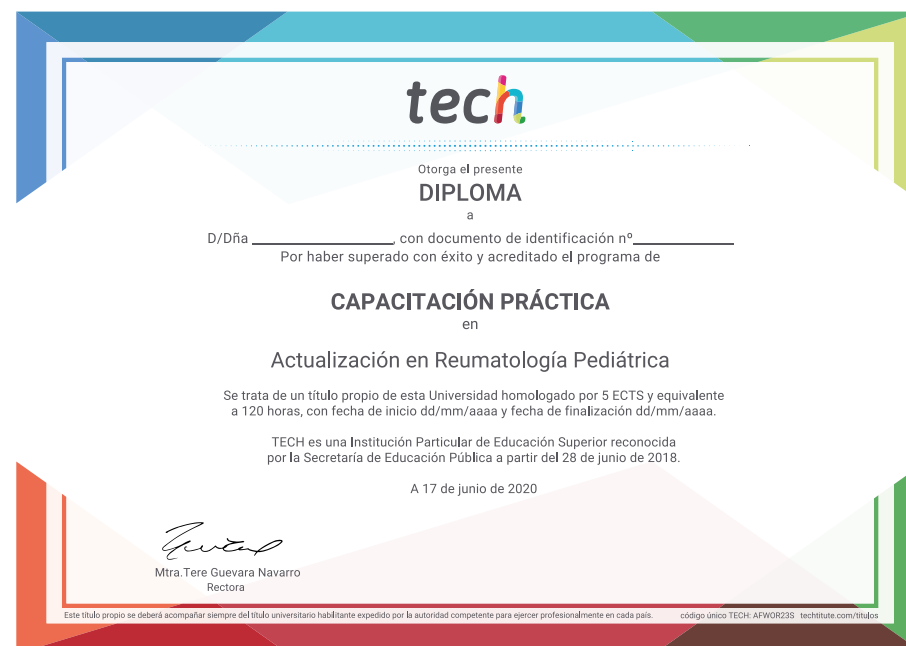 tech
Otorga el presente
DIPLOMA
a
D/Dña ____________________, con documento de identificación nº______________
Por haber superado con éxito y acreditado el programa de
CAPACITACIÓN PRÁCTICA
en
Actualización en Reumatología Pediátrica
Se trata de un título propio de esta Universidad homologado por 5 ECTS y equivalente
a 120 horas, con fecha de inicio dd/mm/aaaa y fecha de finalización dd/mm/aaaa.
TECH es una Institución Particular de Educación Superior reconocida
por la Secretaría de Educación Pública a partir del 28 de junio de 2018.
A 17 de junio de 2020
Mtra.Tere Guevara Navarro
Rectora
Este título propio se deberá acompañar siempre del título universitario habilitante expedido por la autoridad competente para ejercer profesionalmente en cada país. código único TECH: AFWOR23S techtitute.com/titulos